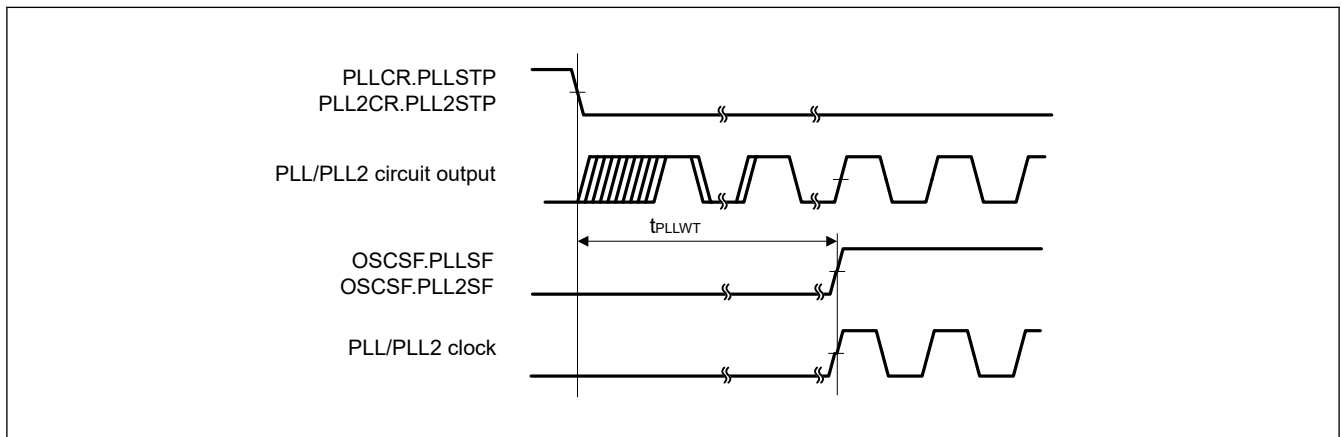 PLLCR.PLLSTP
PLL2CR.PLL2STP
PLL/PLL2 circuit output
tPLLWT
OSCSF.PLLSF
OSCSF.PLL2SF
PLL/PLL2 clock